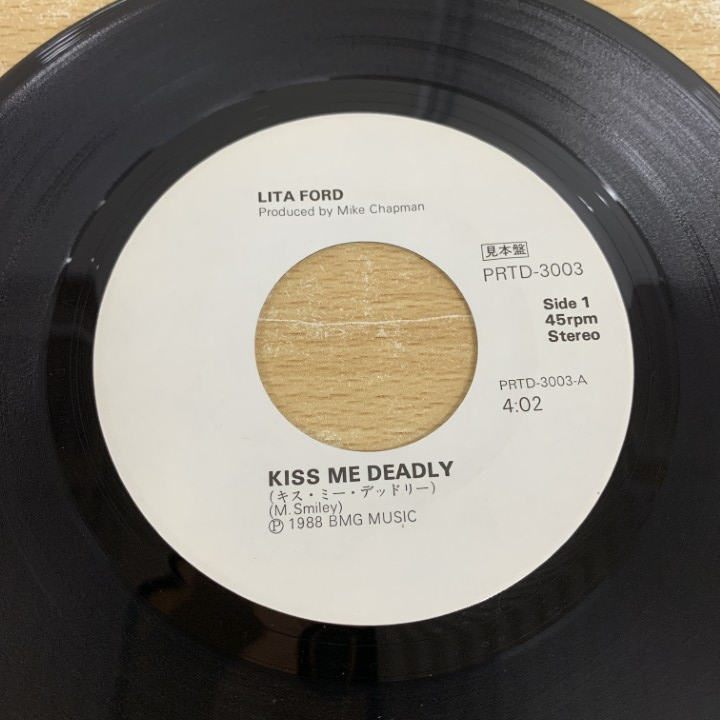 LITA FORD
Produced by Mike Chapman
見本盤
PRTD-3003
Side 1
45rpm
Stereo
PRTD-3003-A
4:02
KISS ME DEADLY
(キス・ミー・デッドリー)
(M. Smiley)
Ⓟ 1988 BMG MUSIC